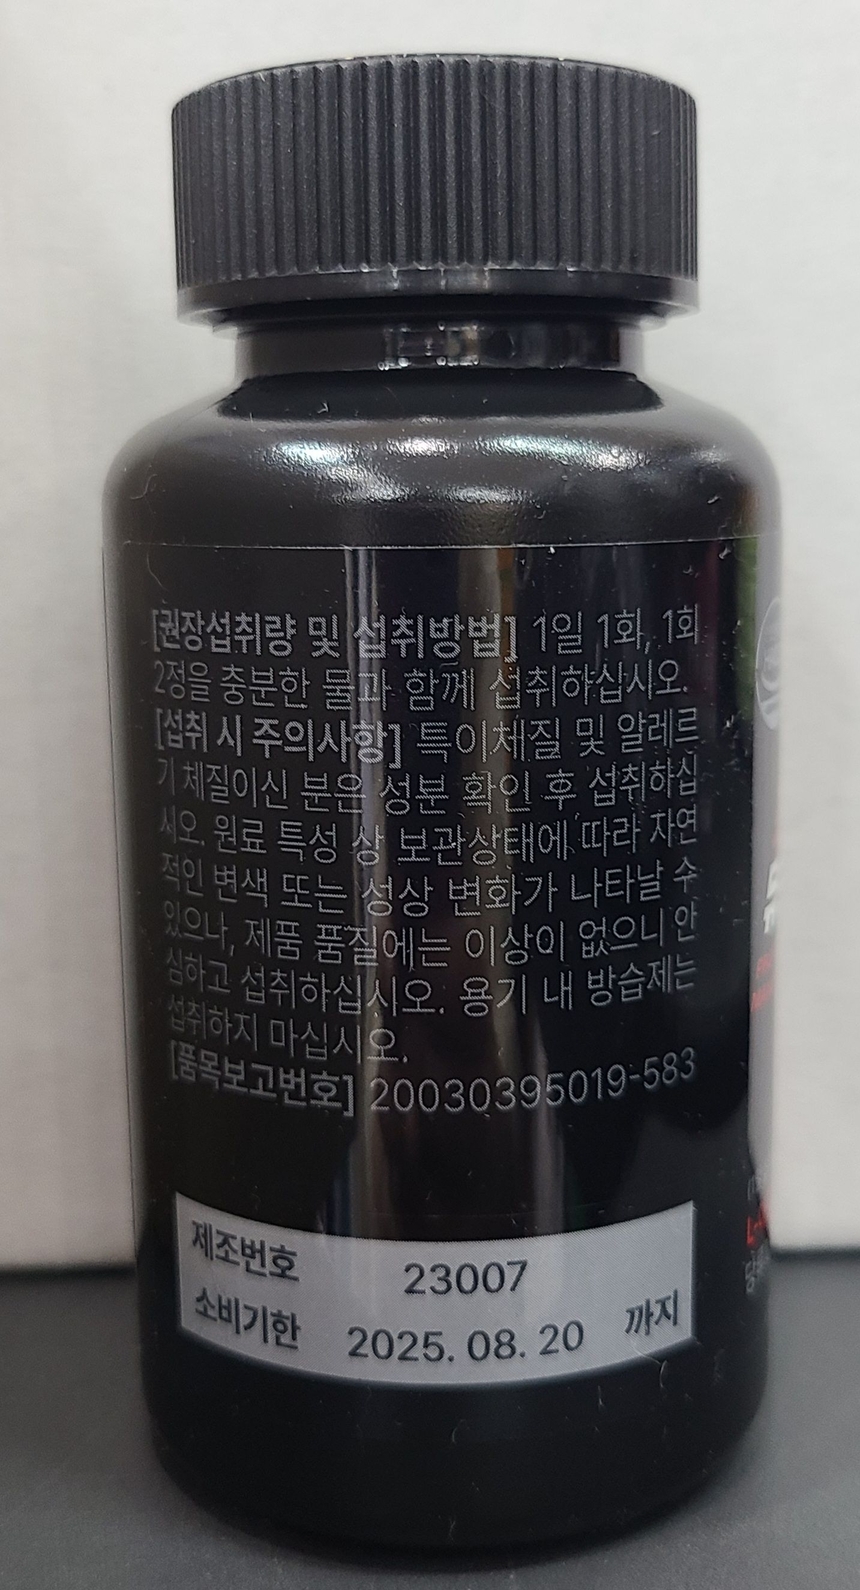 [권장섭취량 및 섭취방법] 1일 1회, 1회
2정을 충분한 물과 함께 섭취하십시오.
[섭취 시 주의사항] 특이체질 및 알레르
기 체질이신 분은 성분 확인 후 섭취하십
시오. 원료 특성 상 보관상태에 따라 자연
적인 변색 또는 성상 변화가 나타날 수
있으나, 제품 품질에는 이상이 없으니 안
심하고 섭취하십시오. 용기 내 방습제는
섭취하지 마십시오.
[품목보고번호] 20030395019-583
제조번호 23007
소비기한 2025. 08. 20 까지